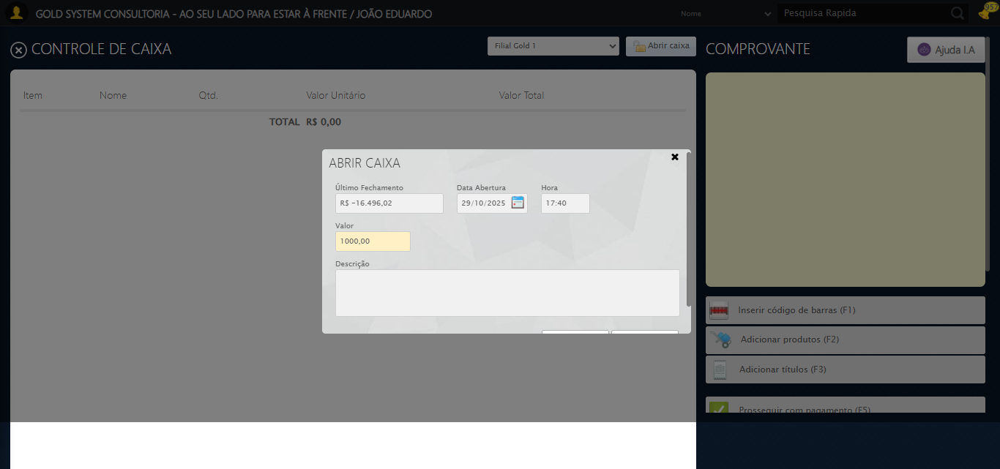 GOLD SYSTEM CONSULTORIA - AO SEU LADO PARA ESTAR À FRENTE / JOÃO EDUARDO
Nome
Pesquisa Rapida
957
CONTROLE DE CAIXA
Filial Gold 1
Abrir caixa
COMPROVANTE
Ajuda I.A
Item Nome Qtd. Valor Unitário Valor Total
TOTAL R$ 0,00
ABRIR CAIXA
Último Fechamento Data Abertura Hora
R$ -16.496,02 29/10/2025 17:40
Valor
1000,00
Descrição
Inserir código de barras (F1)
Adicionar produtos (F2)
Adicionar títulos (F3)
Prosseguir com pagamento (F5)